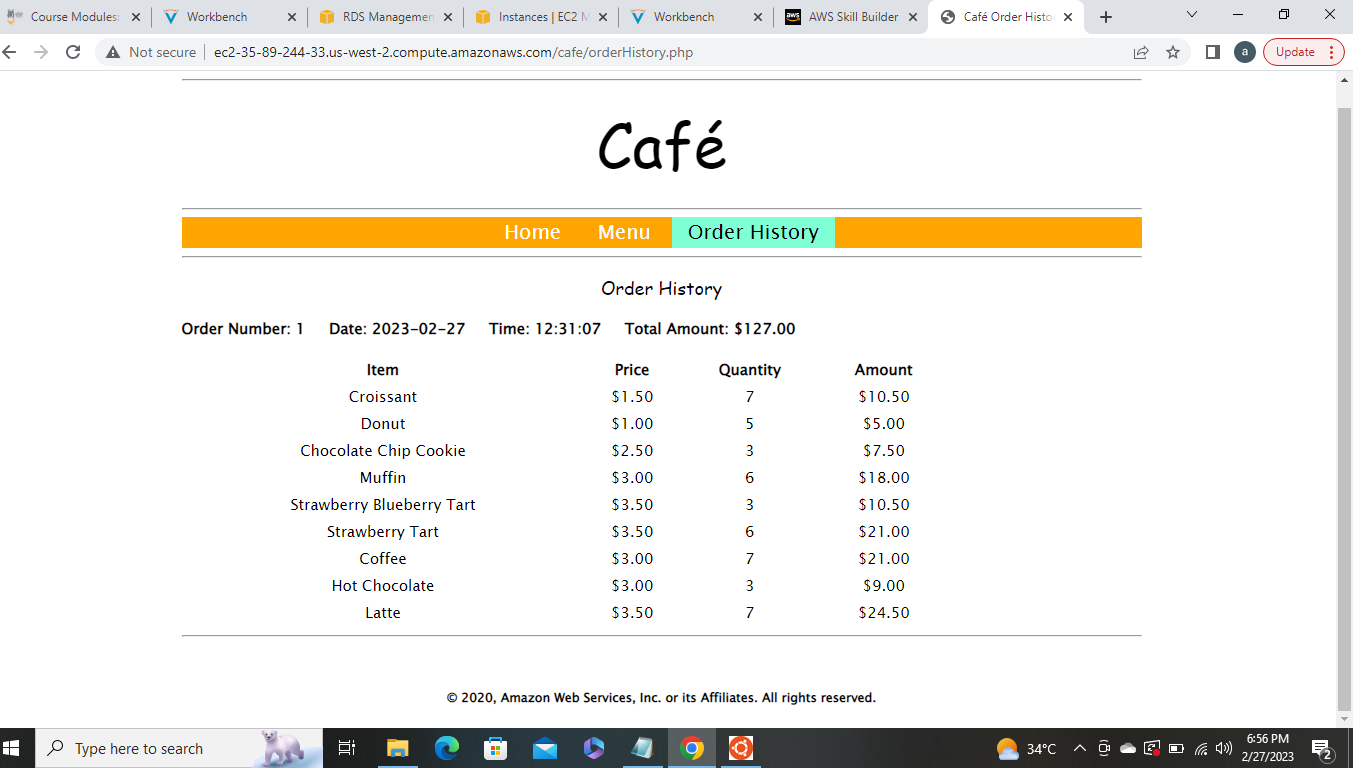 Course Modules: Workbench RDS Managemen Instances | EC2 M Workbench AWS Skill Builder Café Order Histor
Not secure ec2-35-89-244-33.us-west-2.compute.amazonaws.com/cafe/orderHistory.php a Update
Café
Home Menu Order History
Order History
Order Number: 1 Date: 2023-02-27 Time: 12:31:07 Total Amount: $127.00
Item Price Quantity Amount
Croissant $1.50 7 $10.50
Donut $1.00 5 $5.00
Chocolate Chip Cookie $2.50 3 $7.50
Muffin $3.00 6 $18.00
Strawberry Blueberry Tart $3.50 3 $10.50
Strawberry Tart $3.50 6 $21.00
Coffee $3.00 7 $21.00
Hot Chocolate $3.00 3 $9.00
Latte $3.50 7 $24.50
© 2020, Amazon Web Services, Inc. or its Affiliates. All rights reserved.
Type here to search 34°C 6:56 PM
2/27/2023 2